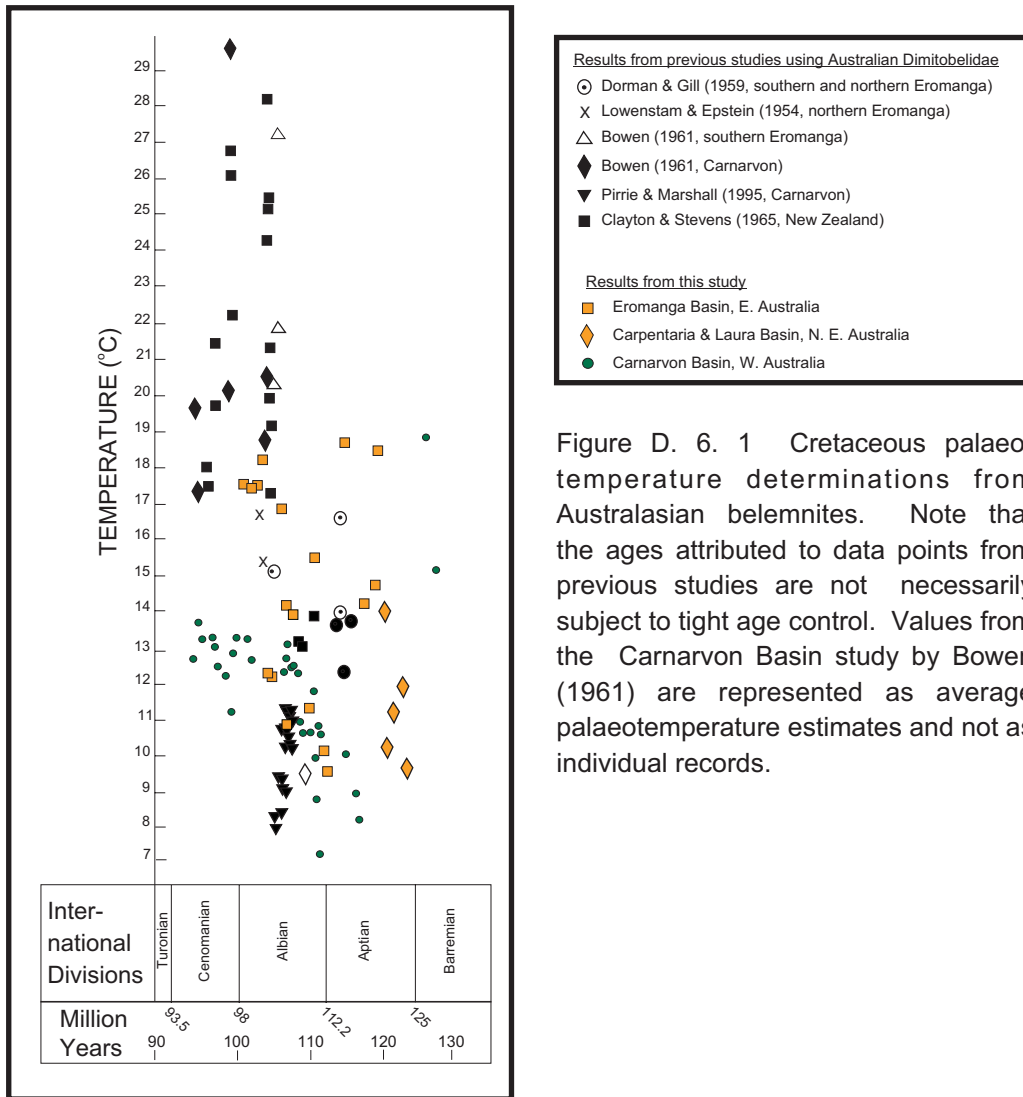 29
28
27
26
25
24
23
22
21
20
19
18
17
16
15
14
13
12
11
10
9
8
7
TEMPERATURE (°C)
Inter-
national
Divisions
Turonian
Cenomanian
Albian
Aptian
Barremian
Million
Years
93.5
98
112.2
125
90
100
110
120
130
Results from previous studies using Australian Dimitobelidae
Dorman & Gill (1959, southern and northern Eromanga)
X Lowenstam & Epstein (1954, northern Eromanga)
Bowen (1961, southern Eromanga)
Bowen (1961, Carnarvon)
Pirrie & Marshall (1995, Carnarvon)
Clayton & Stevens (1965, New Zealand)
Results from this study
Eromanga Basin, E. Australia
Carpentaria & Laura Basin, N. E. Australia
Carnarvon Basin, W. Australia
Figure D. 6. 1 Cretaceous palaeo
temperature determinations from
Australasian belemnites. Note tha
the ages attributed to data points from
previous studies are not necessarily
subject to tight age control. Values from
the Carnarvon Basin study by Bowen
(1961) are represented as average
palaeotemperature estimates and not as
individual records.